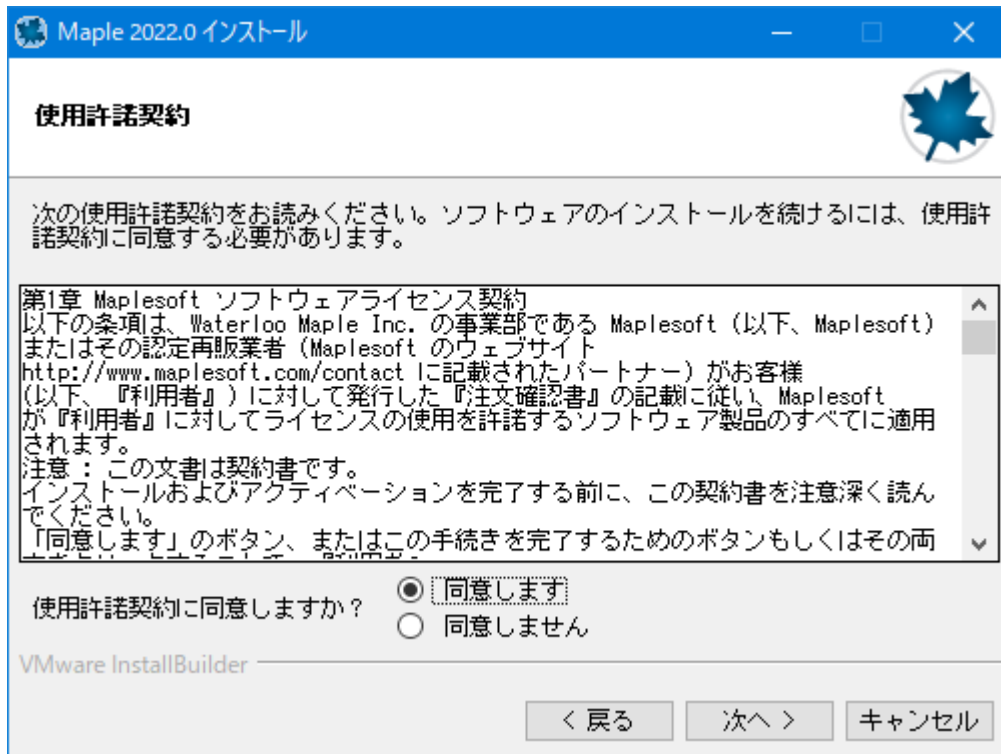 Maple 2022.0 インストール
使用許諾契約
次の使用許諾契約をお読みください。ソフトウェアのインストールを続けるには、使用許
諾契約に同意する必要があります。
第1章 Maplesoft ソフトウェアライセンス契約
以下の条項は、Waterloo Maple Inc. の事業部である Maplesoft (以下、Maplesoft)
またはその認定再販業者 (Maplesoft のウェブサイト
http://www.maplesoft.com/contact に記載されたパートナー) がお客様
(以下、『利用者』) に対して発行した『注文確認書』の記載に従い、Maplesoft
が『利用者』に対してライセンスの使用を許諾するソフトウェア製品のすべてに適用
されます。
注意 : この文書は契約書です。
インストールおよびアクティベーションを完了する前に、この契約書を注意深く読ん
でください。
「同意します」のボタン、またはこの手続きを完了するためのボタンもしくはその両
使用許諾契約に同意しますか？
同意します
同意しません
VMware InstallBuilder
< 戻る
次へ >
キャンセル